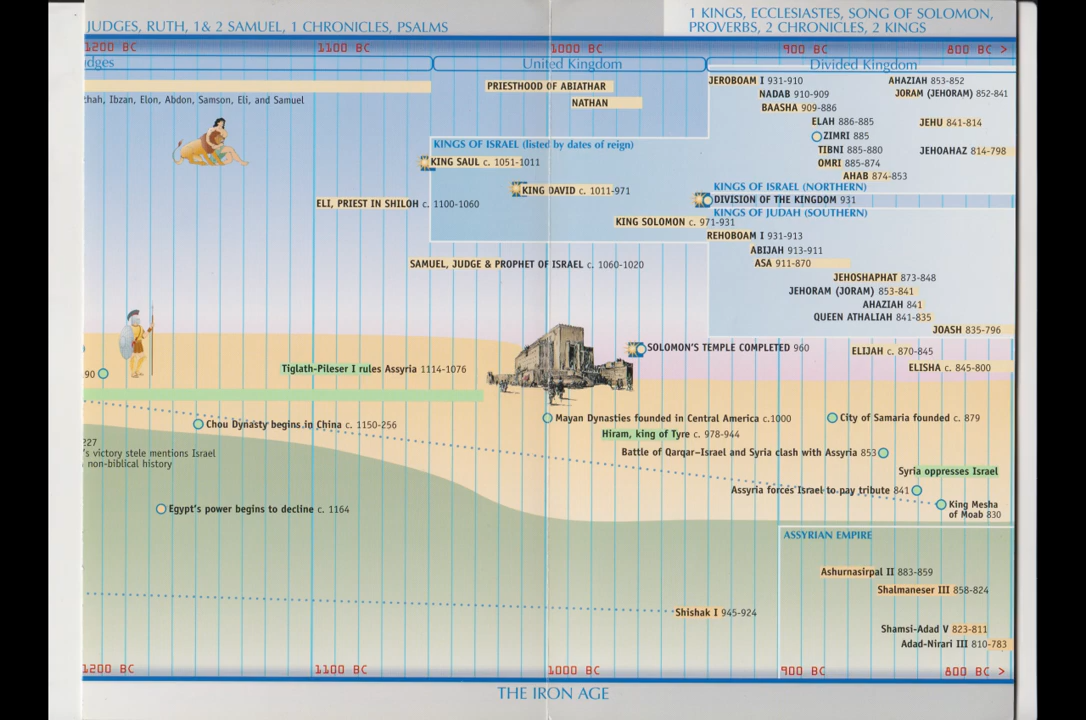 JUDGES, RUTH, 1& 2 SAMUEL, 1 CHRONICLES, PSALMS
1 KINGS, ECCLESIASTES, SONG OF SOLOMON,
PROVERBS, 2 CHRONICLES, 2 KINGS
1200 BC 1100 BC 1000 BC 900 BC 800 BC >
dges United Kingdom Divided Kingdom
PRIESTHOOD OF ABIATHAR
NATHAN
thah, Ibzan, Elon, Abdon, Samson, Eli, and Samuel
JEROBOAM I 931-910
NADAB 910-909
BAASHA 909-886
ELAH 886-885
ZIMRI 885
TIBNI 885-880
OMRI 885-874
AHAB 874-853
AHAZIAH 853-852
JORAM (JEHORAM) 852-841
JEHU 841-814
JEHOAHAZ 814-798
KINGS OF ISRAEL (listed by dates of reign)
KING SAUL c. 1051-1011
KING DAVID c. 1011-971
KINGS OF ISRAEL (NORTHERN)
DIVISION OF THE KINGDOM 931
KINGS OF JUDAH (SOUTHERN)
ELI, PRIEST IN SHILOH c. 1100-1060
KING SOLOMON c. 971-931
REHOBOAM I 931-913
ABIJAH 913-911
ASA 911-870
JEHOSHAPHAT 873-848
JEHORAM (JORAM) 853-841
AHAZIAH 841
QUEEN ATHALIAH 841-835
JOASH 835-796
SAMUEL, JUDGE & PROPHET OF ISRAEL c. 1060-1020
SOLOMON'S TEMPLE COMPLETED 960
ELIJAH c. 870-845
ELISHA c. 845-800
90
Tiglath-Pileser I rules Assyria 1114-1076
Chou Dynasty begins in China c. 1150-256
Mayan Dynasties founded in Central America c.1000
City of Samaria founded c. 879
Hiram, king of Tyre c. 978-944
227
's victory stele mentions Israel
non-biblical history
Battle of Qarqar–Israel and Syria clash with Assyria 853
Syria oppresses Israel
Assyria forces Israel to pay tribute 841
King Mesha
of Moab 830
Egypt's power begins to decline c. 1164
ASSYRIAN EMPIRE
Ashurnasirpal II 883-859
Shalmaneser III 858-824
Shishak I 945-924
Shamsi-Adad V 823-811
Adad-Nirari III 810-783
1200 BC 1100 BC 1000 BC 900 BC 800 BC >
THE IRON AGE